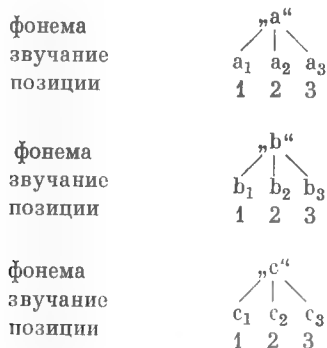 фонема „a“
звучание a₁ a₂ a₃
позиции 1 2 3
фонема „b“
звучание b₁ b₂ b₃
позиции 1 2 3
фонема „c“
звучание c₁ c₂ c₃
позиции 1 2 3